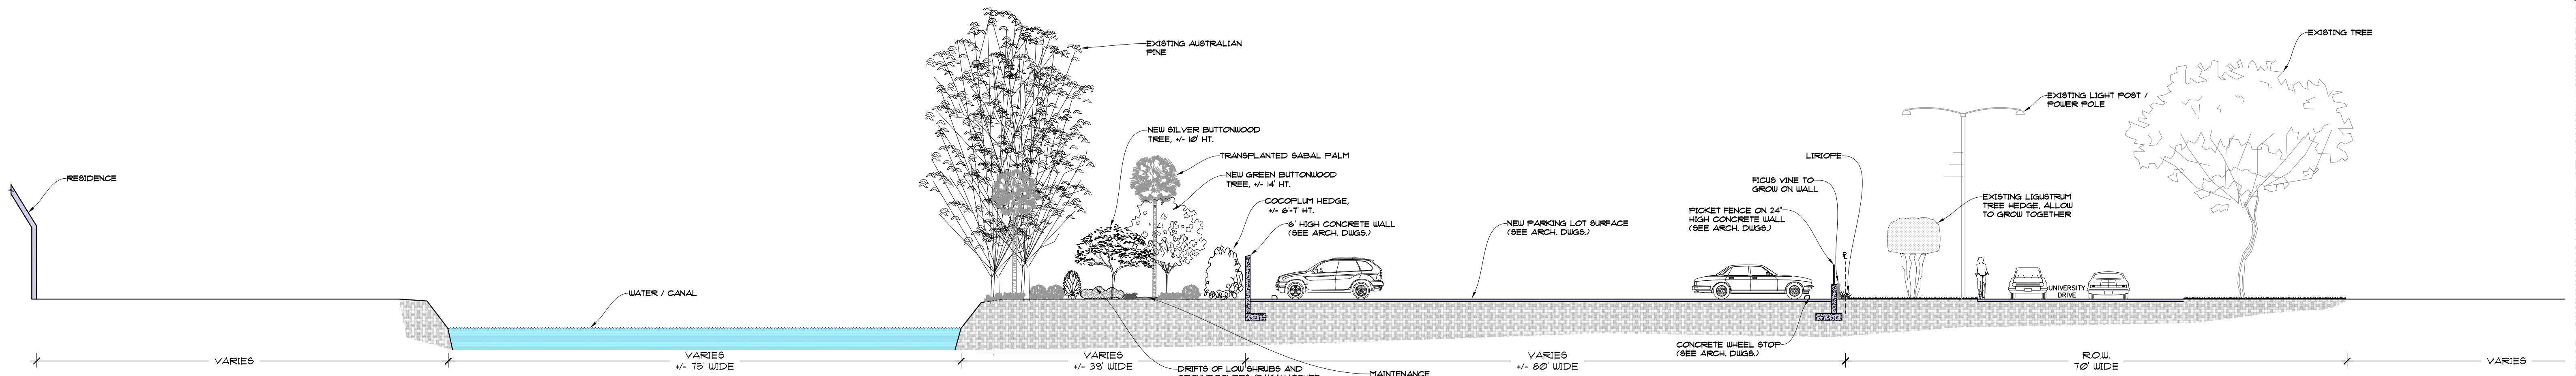 EXISTING AUSTRALIAN
PINE
EXISTING TREE
EXISTING LIGHT POST /
POWER POLE
NEW SILVER BUTTONWOOD
TREE, +/- 10' HT.
TRANSPLANTED SABAL PALM
LIRIOPE
RESIDENCE
NEW GREEN BUTTONWOOD
TREE, +/- 14' HT.
FICUS VINE TO
GROW ON WALL
COCOPLUM HEDGE,
+/- 6'-7' HT.
EXISTING LIGUSTRUM
TREE HEDGE, ALLOW
TO GROW TOGETHER
PICKET FENCE ON 24"
HIGH CONCRETE WALL
(SEE ARCH. DWGS.)
6' HIGH CONCRETE WALL
(SEE ARCH. DWGS.)
NEW PARKING LOT SURFACE
(SEE ARCH. DWGS.)
PL
UNIVERSITY
DRIVE
WATER / CANAL
CONCRETE WHEEL STOP
(SEE ARCH. DWGS.)
VARIES
VARIES
+/- 75' WIDE
VARIES
+/- 39' WIDE
VARIES
+/- 80' WIDE
R.O.W.
70' WIDE
VARIES
DRIFTS OF LOW SHRUBS AND
MAINTENANCE